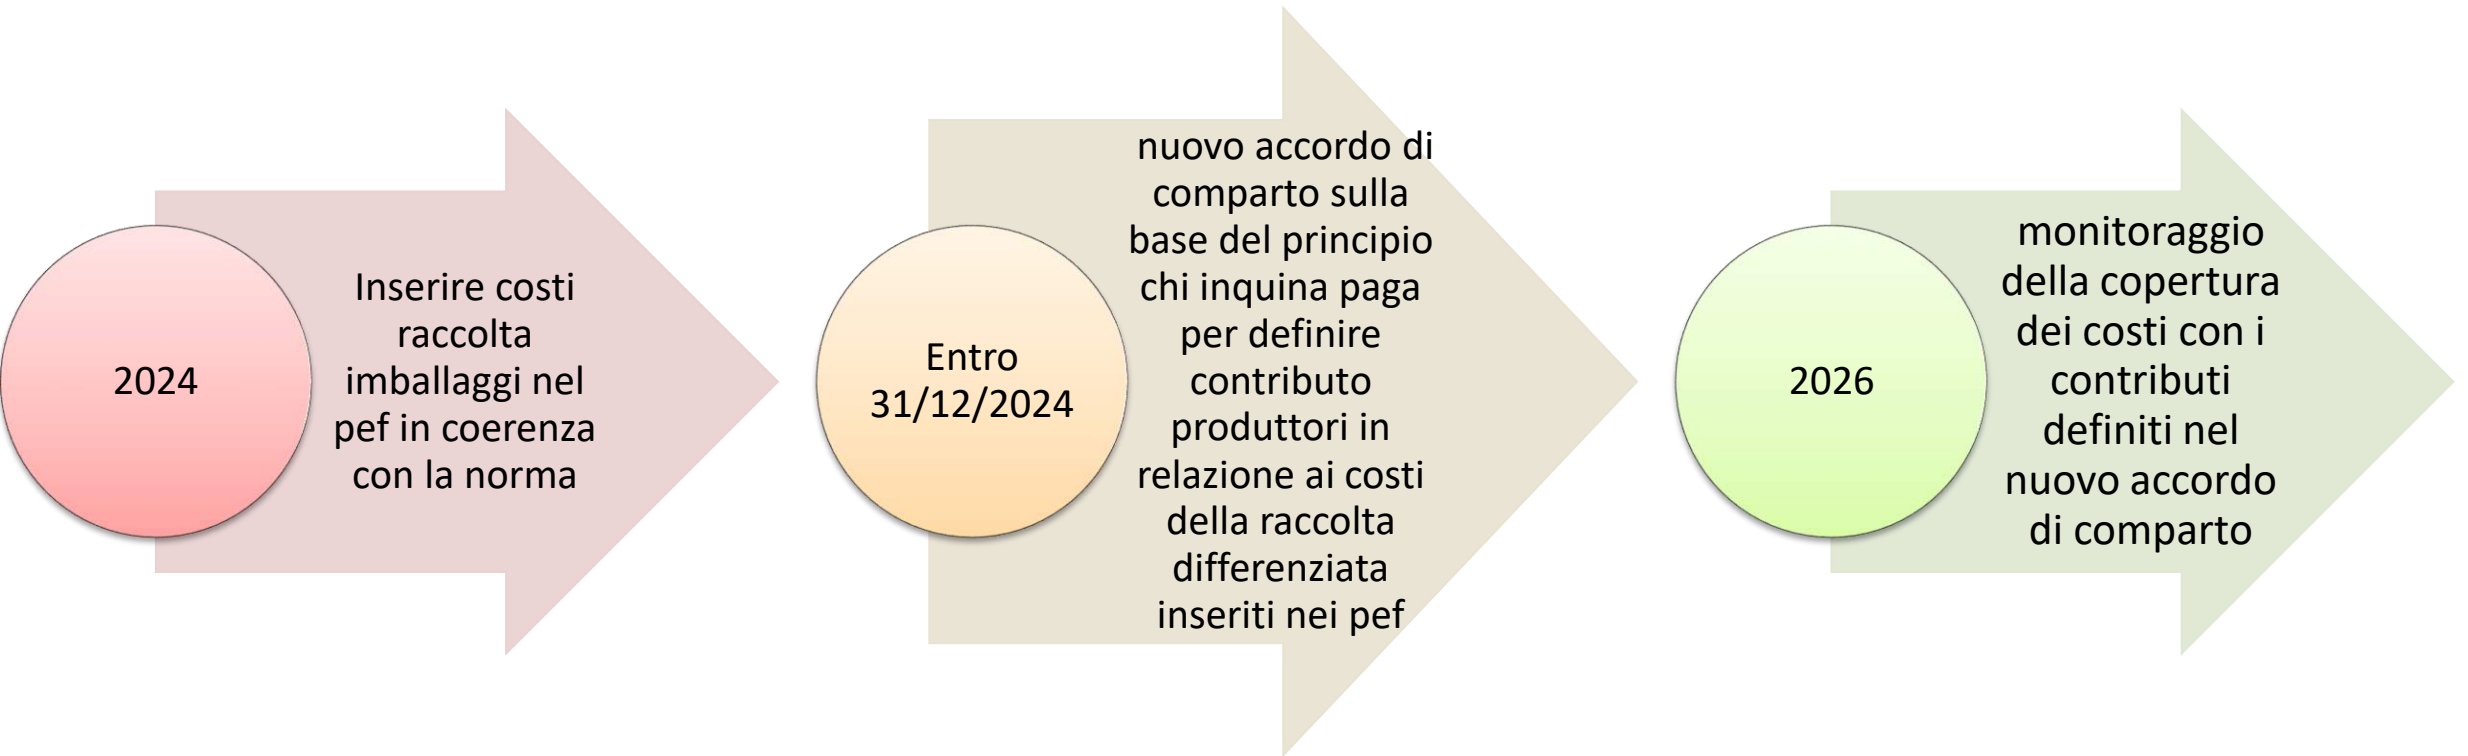 2024
Inserire costi
raccolta
imballaggi nel
pef in coerenza
con la norma
Entro
31/12/2024
nuovo accordo di
comparto sulla
base del principio
chi inquina paga
per definire
contributo
produttori in
relazione ai costi
della raccolta
differenziata
inseriti nei pef
2026
monitoraggio
della copertura
dei costi con i
contributi
definiti nel
nuovo accordo
di comparto